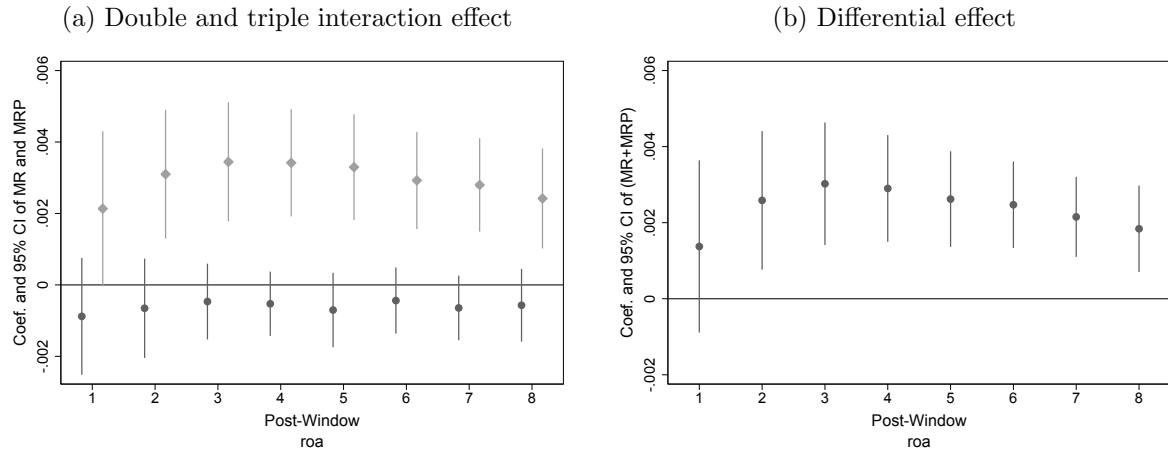 (a) Double and triple interaction effect
Coef. and 95% CI of MR and MRP
.006
.004
.002
0
-.002
1 2 3 4 5 6 7 8
Post-Window
roa
(b) Differential effect
Coef. and 95% CI of (MR+MRP)
.006
.004
.002
0
-.002
1 2 3 4 5 6 7 8
Post-Window
roa